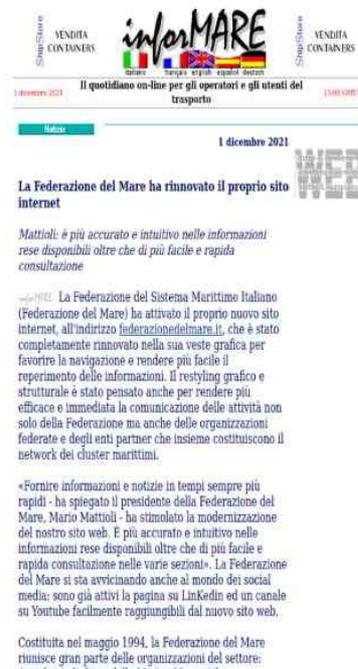 ShipStore
VENDITA
CONTAINERS
inforMARE
italiano français english español deutsch
ShipStore
VENDITA
CONTAINERS
1 dicembre 2021
Il quotidiano on-line per gli operatori e gli utenti del
trasporto
Notizie
1 dicembre 2021
WEB
La Federazione del Mare ha rinnovato il proprio sito
internet
Mattioli: è più accurato e intuitivo nelle informazioni
rese disponibili oltre che di più facile e rapida
consultazione
inforMARE La Federazione del Sistema Marittimo Italiano
(Federazione del Mare) ha attivato il proprio nuovo sito
internet, all'indirizzo federazionedelmare.it, che è stato
completamente rinnovato nella sua veste grafica per
favorire la navigazione e rendere più facile il
reperimento delle informazioni. Il restyling grafico e
strutturale è stato pensato anche per rendere più
efficace e immediata la comunicazione delle attività non
solo della Federazione ma anche delle organizzazioni
federate e degli enti partner che insieme costituiscono il
network dei cluster marittimi.
«Fornire informazioni e notizie in tempi sempre più
rapidi - ha spiegato il presidente della Federazione del
Mare, Mario Mattioli - ha stimolato la modernizzazione
del nostro sito web. È più accurato e intuitivo nelle
informazioni rese disponibili oltre che di più facile e
rapida consultazione nelle varie sezioni». La Federazione
del Mare si sta avvicinando anche al mondo dei social
media: sono già attivi la pagina su LinKedin ed un canale
su Youtube facilmente raggiungibili dal nuovo sito web.
Costituita nel maggio 1994, la Federazione del Mare
riunisce gran parte delle organizzazioni del settore: